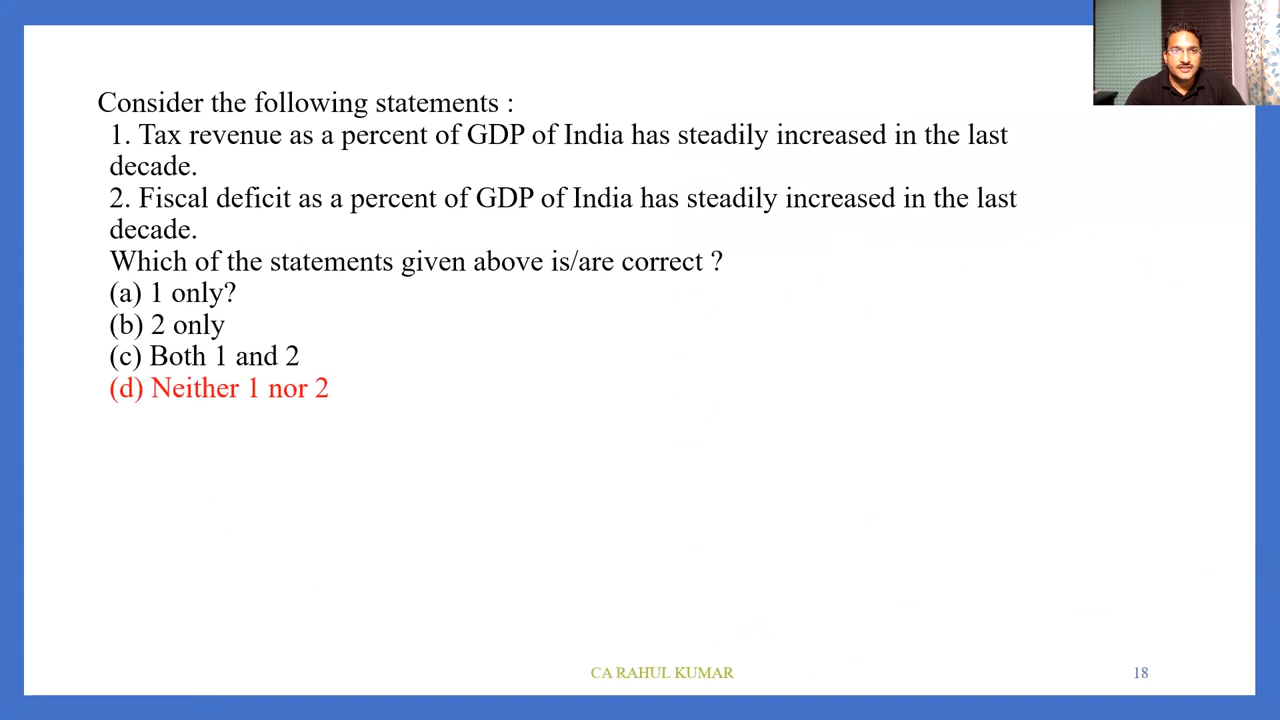 Consider the following statements :
1. Tax revenue as a percent of GDP of India has steadily increased in the last
decade.
2. Fiscal deficit as a percent of GDP of India has steadily increased in the last
decade.
Which of the statements given above is/are correct ?
(a) 1 only?
(b) 2 only
(c) Both 1 and 2
(d) Neither 1 nor 2
CA RAHUL KUMAR
18